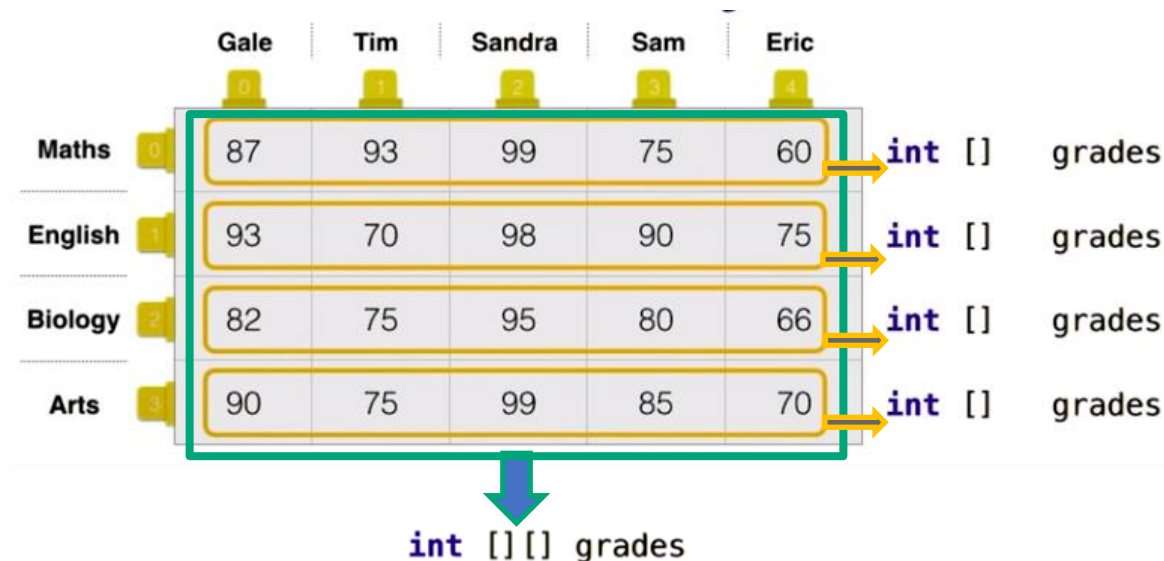 Gale Tim Sandra Sam Eric
0 1 2 3 4
Maths 0 87 93 99 75 60 int [] grades
English 1 93 70 98 90 75 int [] grades
Biology 2 82 75 95 80 66 int [] grades
Arts 3 90 75 99 85 70 int [] grades
int [][] grades